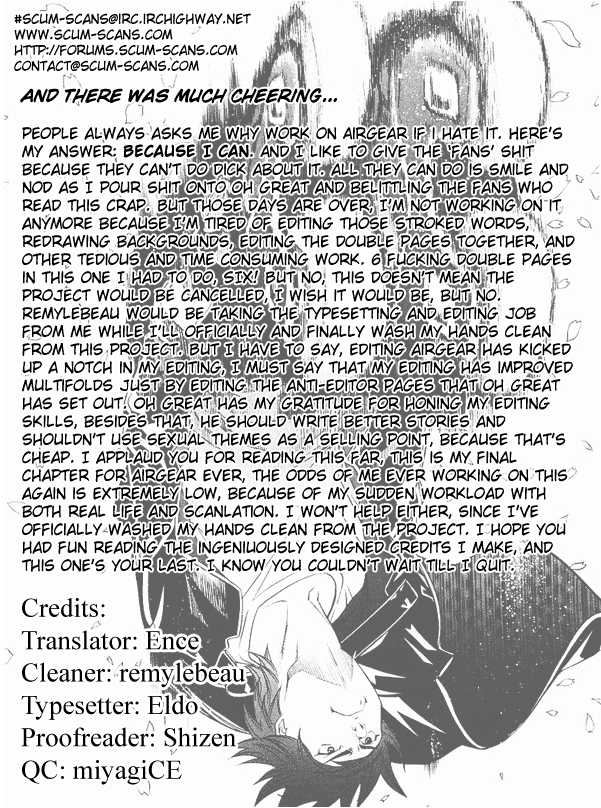 #SCUM-SCANS@IRC.IRCHIGHWAY.NET
WWW.SCUM-SCANS.COM
HTTP://FORUMS.SCUM-SCANS.COM
CONTACT@SCUM-SCANS.COM
AND THERE WAS MUCH CHEERING...
PEOPLE ALWAYS ASKS ME WHY WORK ON AIRGEAR IF I HATE IT. HERE'S
MY ANSWER: BECAUSE I CAN. AND I LIKE TO GIVE THE 'FANS' SHIT
BECAUSE THEY CAN'T DO DICK ABOUT IT. ALL THEY CAN DO IS SMILE AND
NOD AS I POUR SHIT ONTO OH GREAT AND BELITTLING THE FANS WHO
READ THIS CRAP. BUT THOSE DAYS ARE OVER, I'M NOT WORKING ON IT
ANYMORE BECAUSE I'M TIRED OF EDITING THOSE STROKED WORDS,
REDRAWING BACKGROUNDS, EDITING THE DOUBLE PAGES TOGETHER, AND
OTHER TEDIOUS AND TIME CONSUMING WORK. 6 FUCKING DOUBLE PAGES
IN THIS ONE I HAD TO DO, SIX! BUT NO, THIS DOESN'T MEAN THE
PROJECT WOULD BE CANCELLED, I WISH IT WOULD BE, BUT NO.
REMYLEBEAU WOULD BE TAKING THE TYPESETTING AND EDITING JOB
FROM ME WHILE I'LL OFFICIALLY AND FINALLY WASH MY HANDS CLEAN
FROM THIS PROJECT. BUT I HAVE TO SAY, EDITING AIRGEAR HAS KICKED
UP A NOTCH IN MY EDITING, I MUST SAY THAT MY EDITING HAS IMPROVED
MULTIFOLDS JUST BY EDITING THE ANTI-EDITOR PAGES THAT OH GREAT
HAS SET OUT. OH GREAT HAS MY GRATITUDE FOR HONING MY EDITING
SKILLS, BESIDES THAT, HE SHOULD WRITE BETTER STORIES AND
SHOULDN'T USE SEXUAL THEMES AS A SELLING POINT, BECAUSE THAT'S
CHEAP. I APPLAUD YOU FOR READING THIS FAR, THIS IS MY FINAL
CHAPTER FOR AIRGEAR EVER, THE ODDS OF ME EVER WORKING ON THIS
AGAIN IS EXTREMELY LOW, BECAUSE OF MY SUDDEN WORKLOAD WITH
BOTH REAL LIFE AND SCANLATION. I WON'T HELP EITHER, SINCE I'VE
OFFICIALLY WASHED MY HANDS CLEAN FROM THE PROJECT. I HOPE YOU
HAD FUN READING THE INGENIUOUSLY DESIGNED CREDITS I MAKE, AND
THIS ONE'S YOUR LAST. I KNOW YOU COULDN'T WAIT TILL I QUIT.
Credits:
Translator: Ence
Cleaner: remylebeau
Typesetter: Eldo
Proofreader: Shizen
QC: miyagiCE